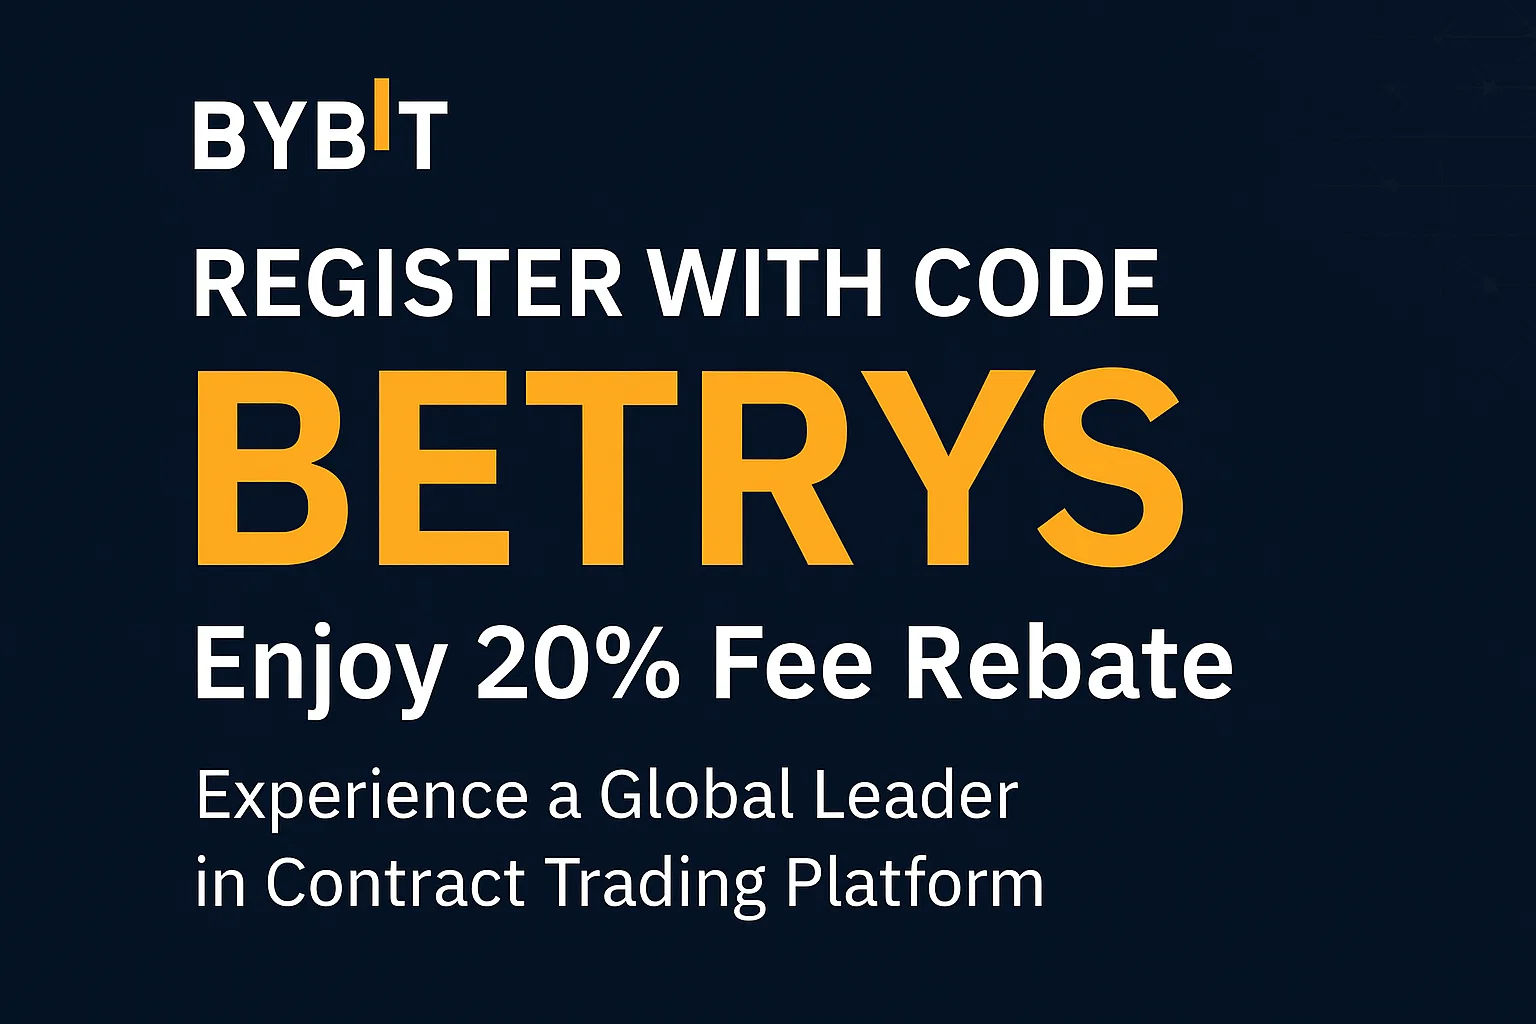 BYBIT
REGISTER WITH CODE
BETRYS
Enjoy 20% Fee Rebate
Experience a Global Leader
in Contract Trading Platform